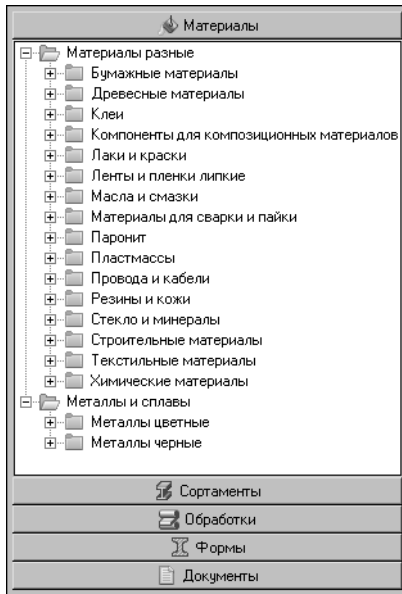 Материалы
Материалы разные
Бумажные материалы
Древесные материалы
Клеи
Компоненты для композиционных материалов
Лаки и краски
Ленты и пленки липкие
Масла и смазки
Материалы для сварки и пайки
Паронит
Пластмассы
Провода и кабели
Резины и кожи
Стекло и минералы
Строительные материалы
Текстильные материалы
Химические материалы
Металлы и сплавы
Металлы цветные
Металлы черные
Сортаменты
Обработки
Формы
Документы